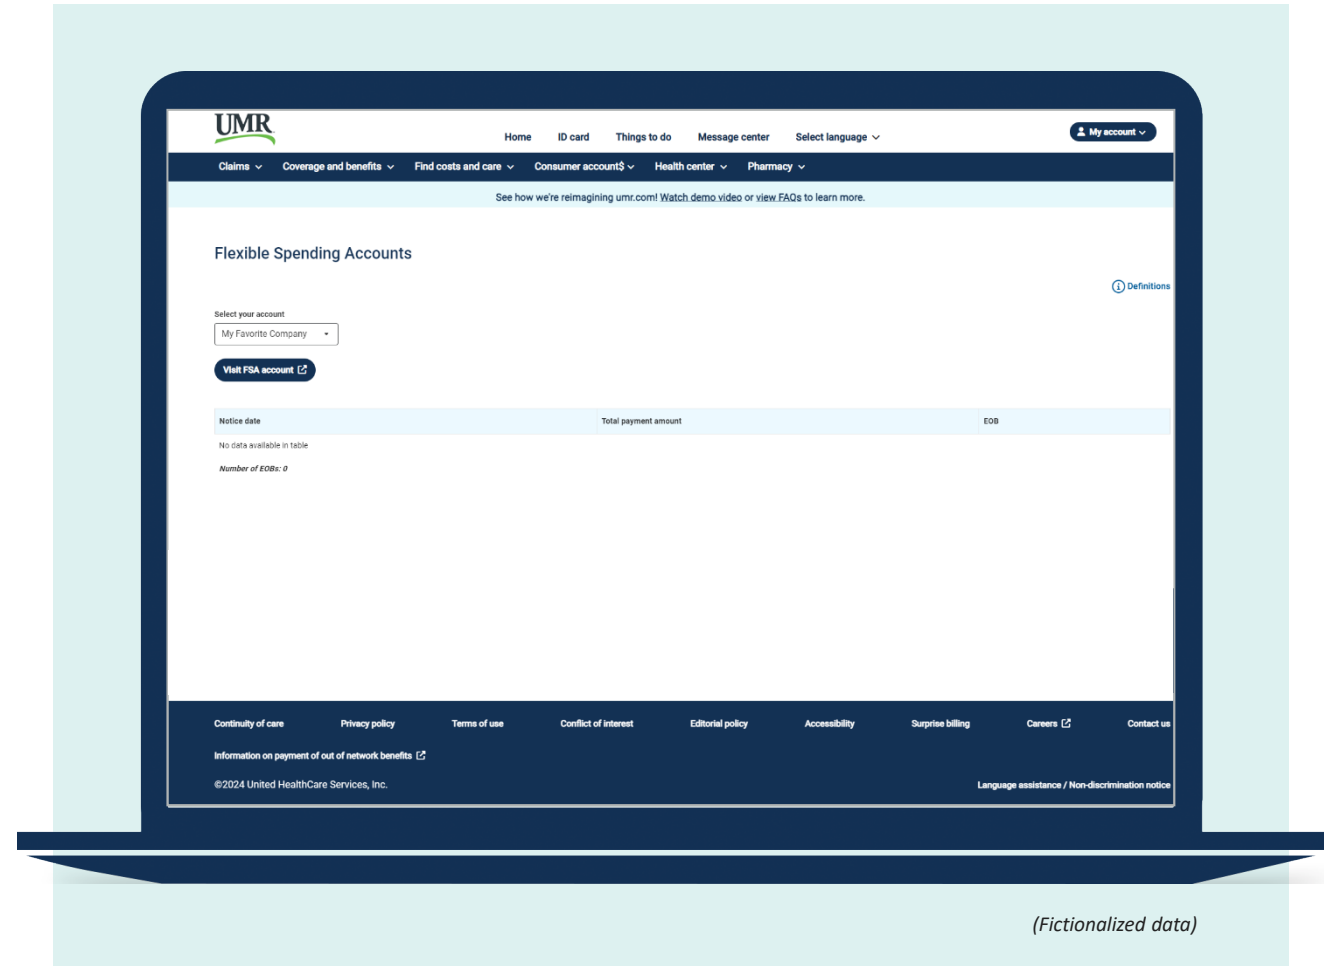 UMR
Home ID card Things to do Message center Select language
My account
Claims Coverage and benefits Find costs and care Consumer account$ Health center Pharmacy
See how we're reimagining umr.com! Watch demo video or view FAQs to learn more.
Flexible Spending Accounts
Definitions
Select your account
My Favorite Company
Visit FSA account
Notice date Total payment amount EOB
No data available in table
Number of EOBs: 0
Continuity of care Privacy policy Terms of use Conflict of interest Editorial policy Accessibility Surprise billing Careers Contact us
Information on payment of out of network benefits
©2024 United HealthCare Services, Inc.
Language assistance / Non-discrimination notice
(Fictionalized data)